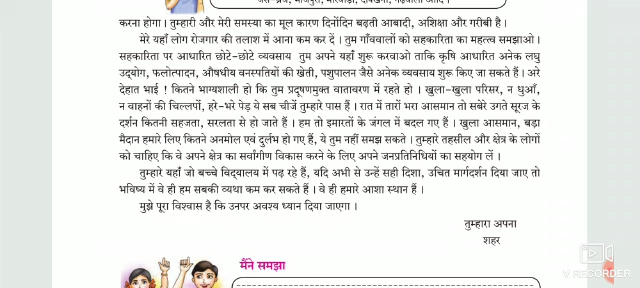 करना होगा । तुम्हारी और मेरी समस्या का मूल कारण दिनोंदिन बढ़ती आबादी, अशिक्षा और गरीबी है ।
मेरे यहाँ लोग रोजगार की तलाश में आना कम कर दें । तुम गाँववालों को सहकारिता का महत्त्व समझाओ ।
सहकारिता पर आधारित छोटे-छोटे व्यवसाय तुम अपने यहाँ शुरू करवाओ ताकि कृषि आधारित अनेक लघु
उद्योग, फलोत्पादन, औषधीय वनस्पतियों की खेती, पशुपालन जैसे अनेक व्यवसाय शुरू किए जा सकते हैं । अरे
देहात भाई ! कितने भाग्यशाली हो कि तुम प्रदूषणमुक्त वातावरण में रहते हो । खुला-खुला परिसर, न धुआँ,
न वाहनों की चिल्लपों, हरे-भरे पेड़ ये सब चीजें तुम्हारे पास हैं । रात में तारों भरा आसमान तो सबेरे उगते सूरज के
दर्शन कितनी सहजता, सरलता से हो जाते हैं । हम तो इमारतों के जंगल में बदल गए हैं । खुला आसमान, बड़ा
मैदान हमारे लिए कितने अनमोल एवं दुर्लभ हो गए हैं, ये तुम नहीं समझ सकते । तुम्हारे तहसील और क्षेत्र के लोगों
को चाहिए कि वे अपने क्षेत्र का सर्वांगीण विकास करने के लिए अपने जनप्रतिनिधियों का सहयोग लें ।
तुम्हारे यहाँ जो बच्चे विद्यालय में पढ़ रहे हैं, यदि अभी से उन्हें सही दिशा, उचित मार्गदर्शन दिया जाए तो
भविष्य में वे ही हम सबकी व्यथा कम कर सकते हैं । वे ही हमारे आशा स्थान हैं ।
मुझे पूरा विश्वास है कि उनपर अवश्य ध्यान दिया जाएगा ।
तुम्हारा अपना
शहर
मैंने समझा
V RECORDER